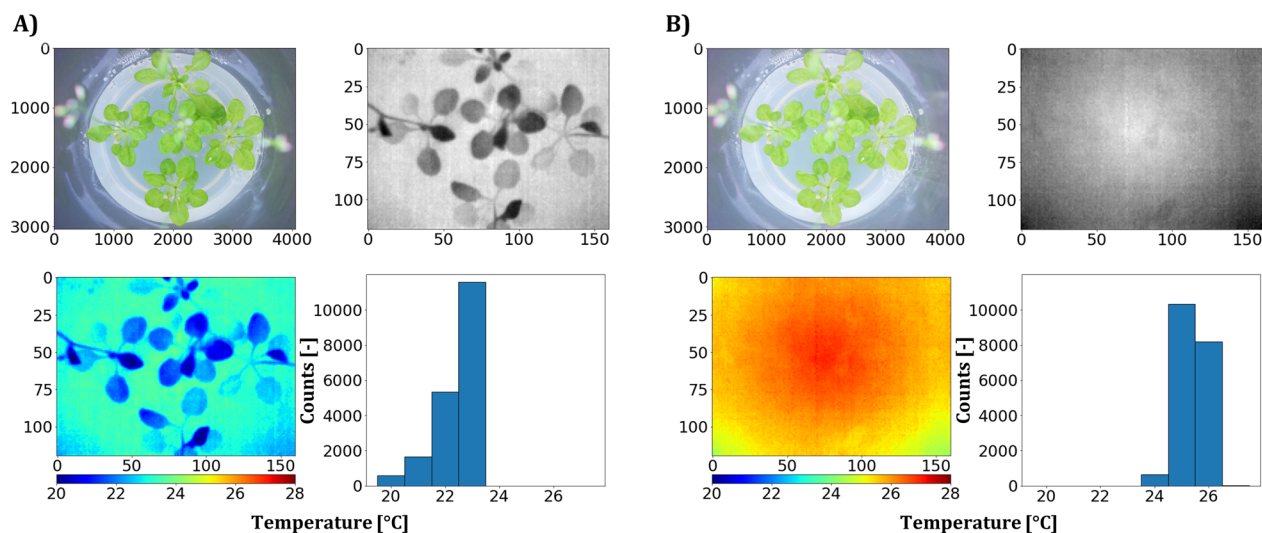 A) B)
0 0 0 0
1000 25 1000 25
50 50
2000 75 2000 75
100 100
3000 3000
0 1000 2000 3000 4000 0 50 100 150 0 1000 2000 3000 4000 0 50 100 150
0 0
25 10000 25 10000
50 8000 50 8000
75 6000 75 6000
4000 4000
100 2000 100 2000
0 0
Counts [-] Counts [-]
0 50 100 150 0 50 100 150
20 22 24 26 20 22 24 26
20 22 24 26 28 20 22 24 26 28
Temperature [°C] Temperature [°C]